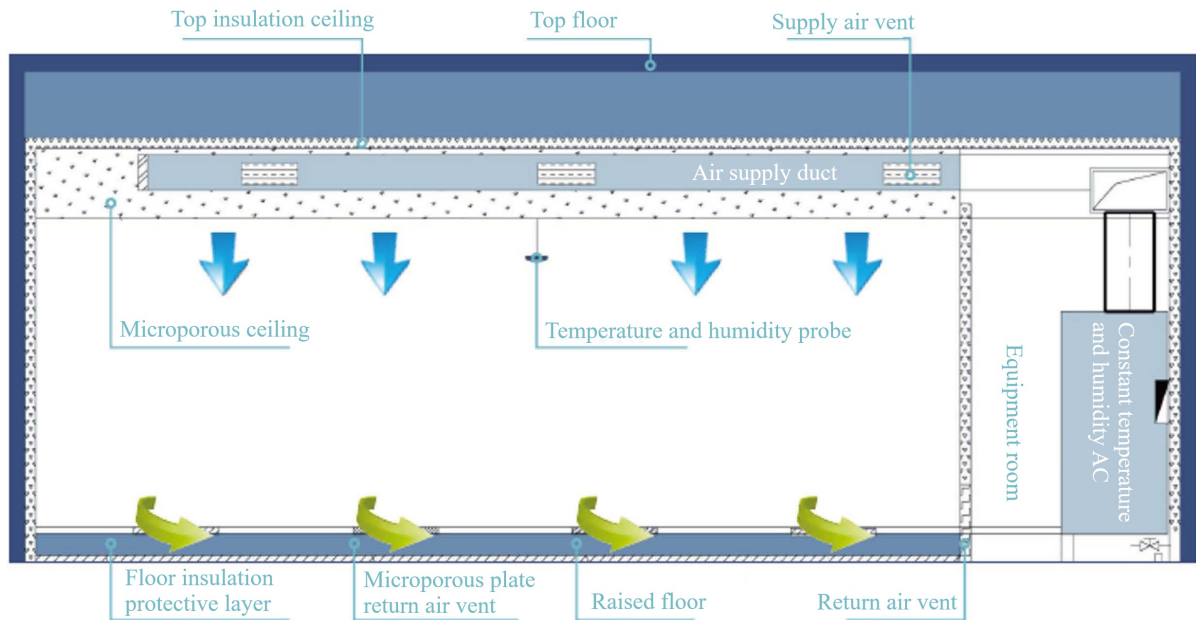 Top insulation ceiling
Top floor
Supply air vent
Air supply duct
Microporous ceiling
Temperature and humidity probe
Equipment room
Constant temperature
and humidity AC
Floor insulation
protective layer
Microporous plate
return air vent
Raised floor
Return air vent